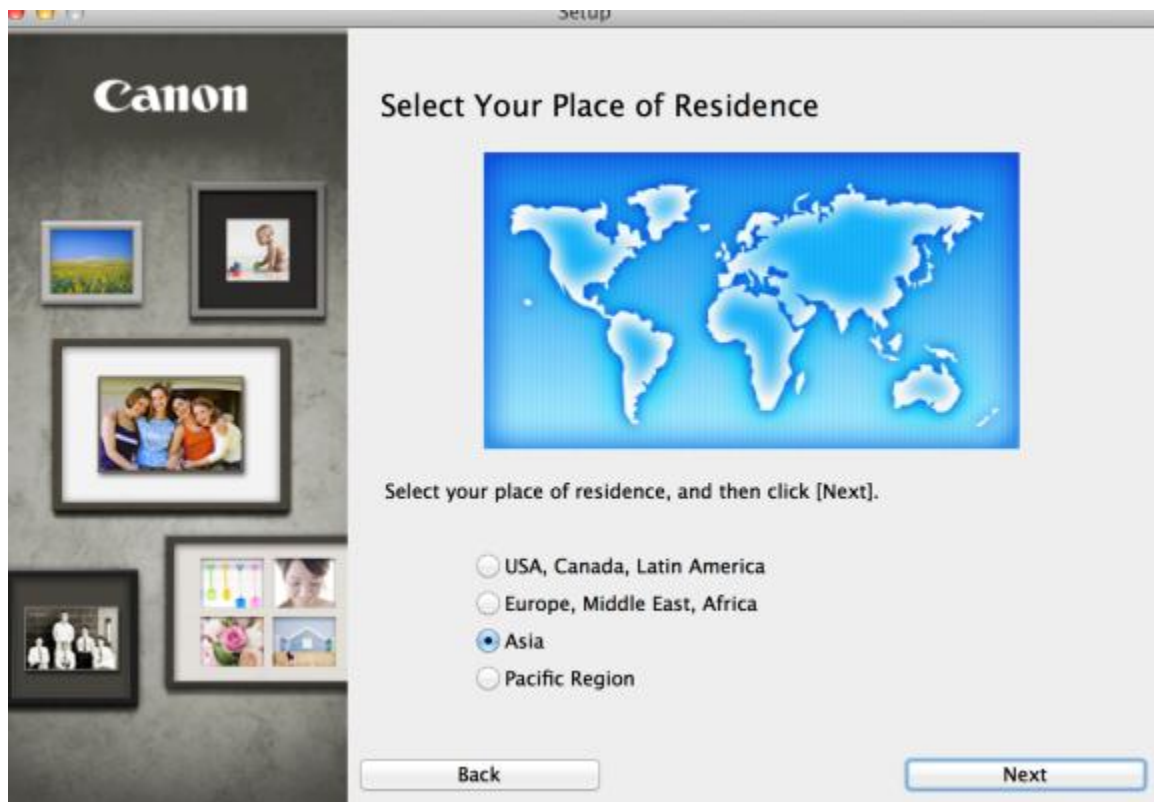 Setup
Canon
Select Your Place of Residence
Select your place of residence, and then click [Next].
USA, Canada, Latin America
Europe, Middle East, Africa
Asia
Pacific Region
Back
Next